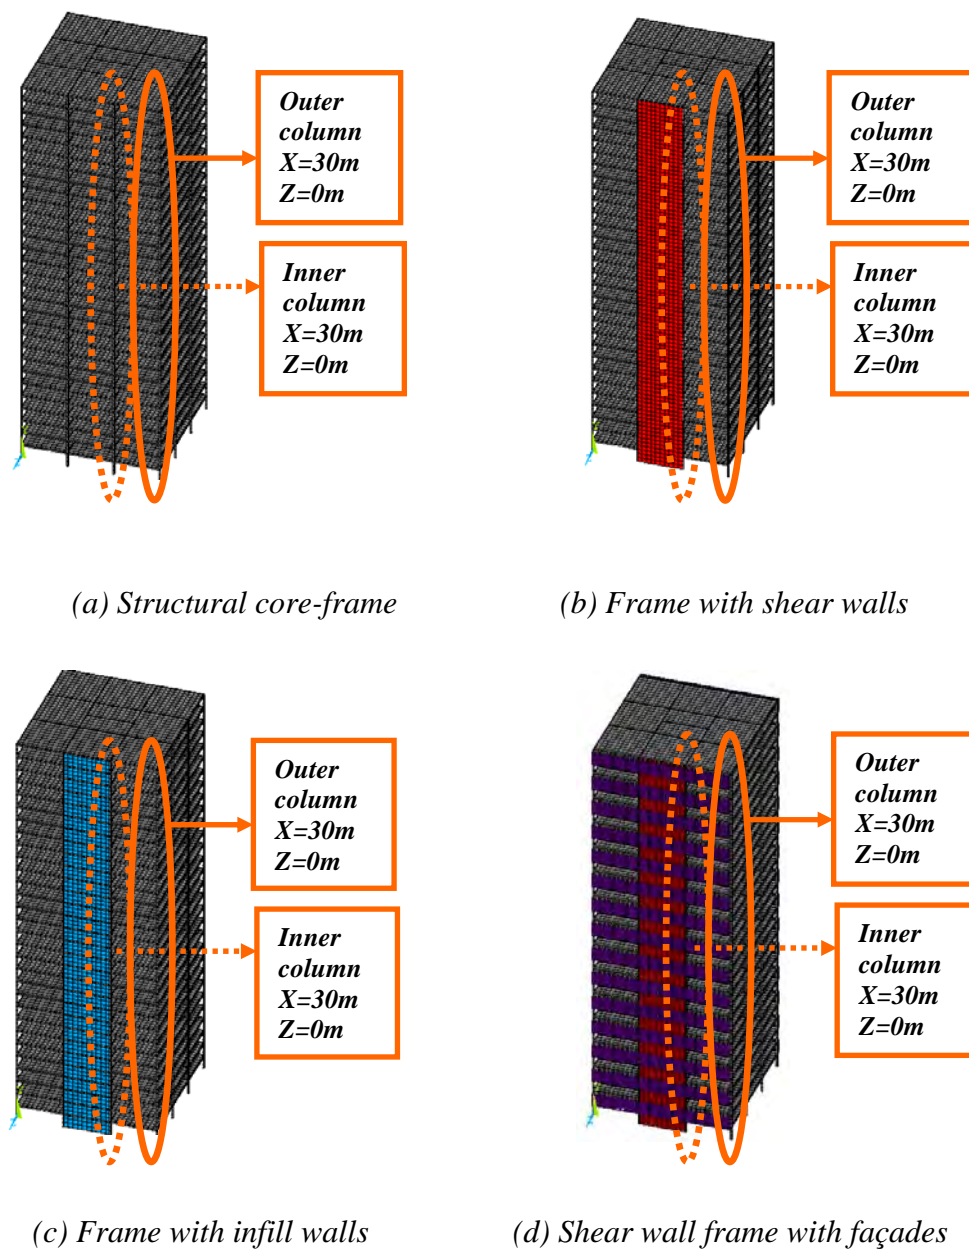 Outer
column
X=30m
Z=0m
Inner
column
X=30m
Z=0m
Outer
column
X=30m
Z=0m
Inner
column
X=30m
Z=0m
(a) Structural core-frame
(b) Frame with shear walls
Outer
column
X=30m
Z=0m
Inner
column
X=30m
Z=0m
Outer
column
X=30m
Z=0m
Inner
column
X=30m
Z=0m
(c) Frame with infill walls
(d) Shear wall frame with façades